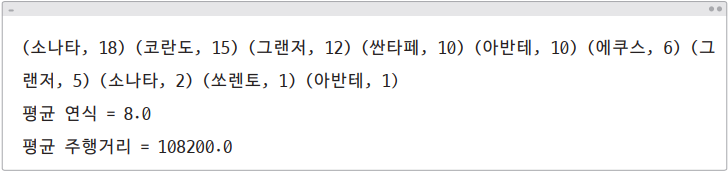 (소나타, 18) (코란도, 15) (그랜저, 12) (싼타페, 10) (아반테, 10) (에쿠스, 6) (그
랜저, 5) (소나타, 2) (쏘렌토, 1) (아반테, 1)
평균 연식 = 8.0
평균 주행거리 = 108200.0